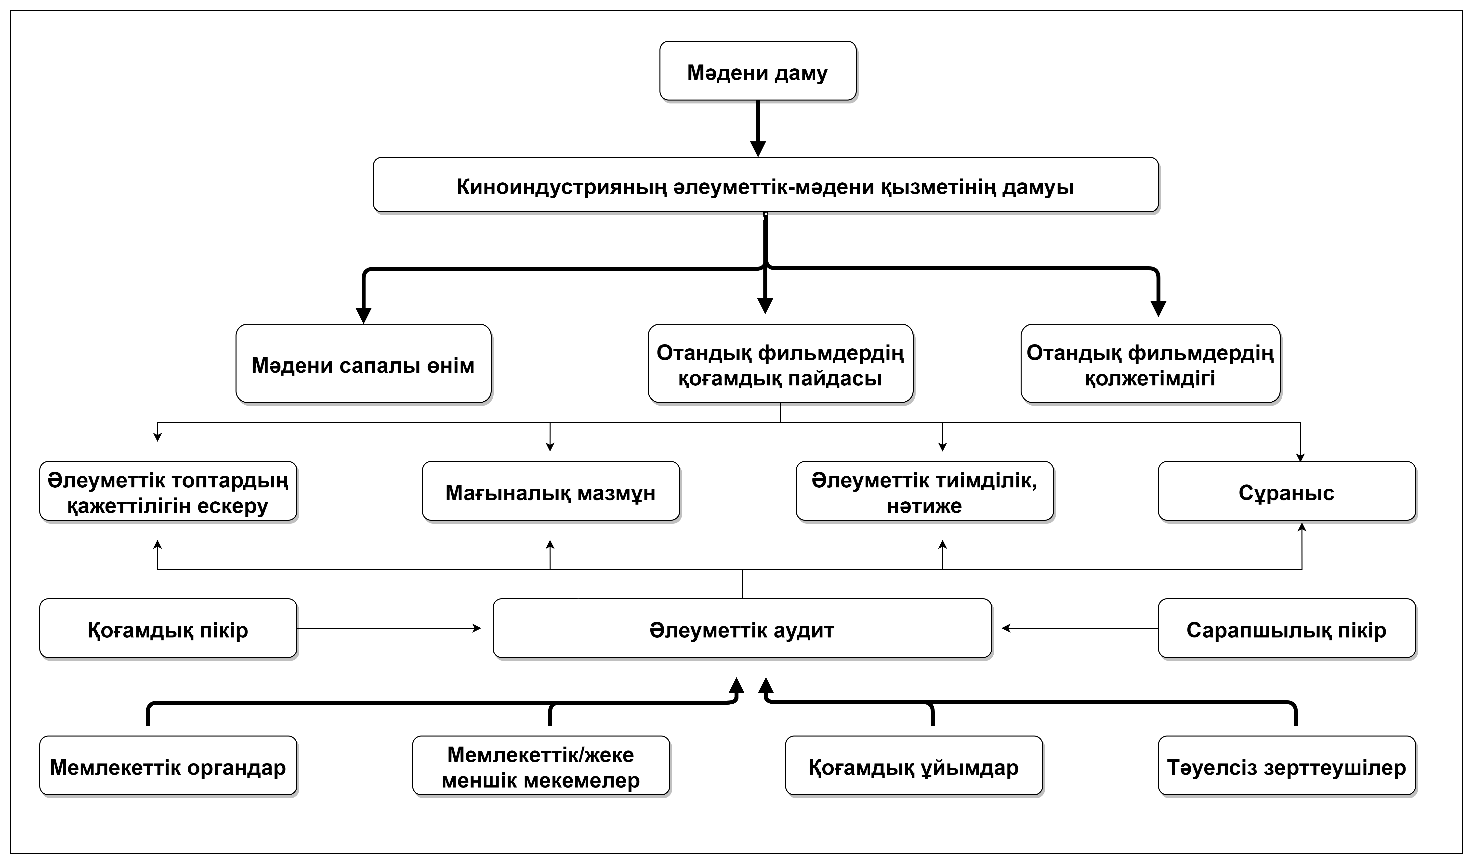 Мәдени даму
Киноиндустрияның әлеуметтік-мәдени қызметінің дамуы
Мәдени сапалы өнім
Отандық фильмдердің
қоғамдық пайдасы
Отандық фильмдердің
қолжетімдігі
Әлеуметтік топтардың
қажеттілігін ескеру
Мағыналық мазмұн
Әлеуметтік тиімділік,
нәтиже
Сұраныс
Қоғамдық пікір
Әлеуметтік аудит
Сарапшылық пікір
Мемлекеттік органдар
Мемлекеттік/жеке
меншік мекемелер
Қоғамдық ұйымдар
Тәуелсіз зерттеушілер